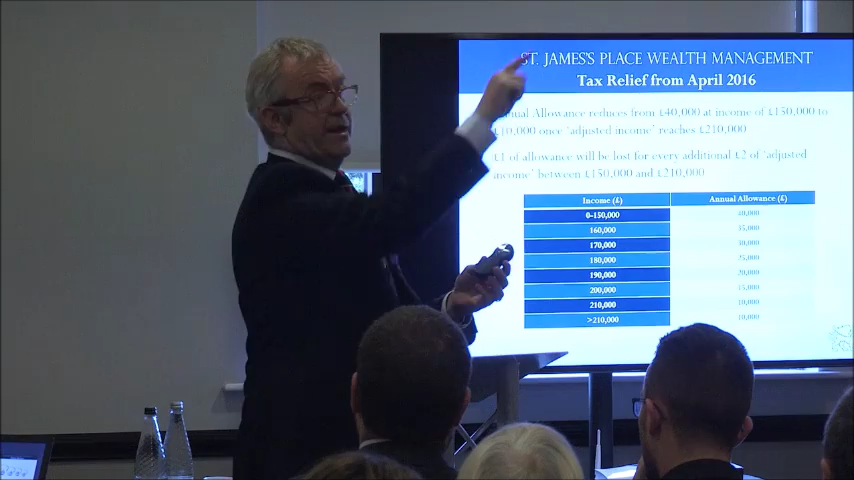 ST. JAMES'S PLACE WEALTH MANAGEMENT
Tax Relief from April 2016
Annual Allowance reduces from £40,000 at income of £150,000 to
£10,000 once 'adjusted income' reaches £210,000
£1 of allowance will be lost for every additional £2 of 'adjusted
income' between £150,000 and £210,000
Income (£) Annual Allowance (£)
0-150,000 40,000
160,000 35,000
170,000 30,000
180,000 25,000
190,000 20,000
200,000 15,000
210,000 10,000
>210,000 10,000